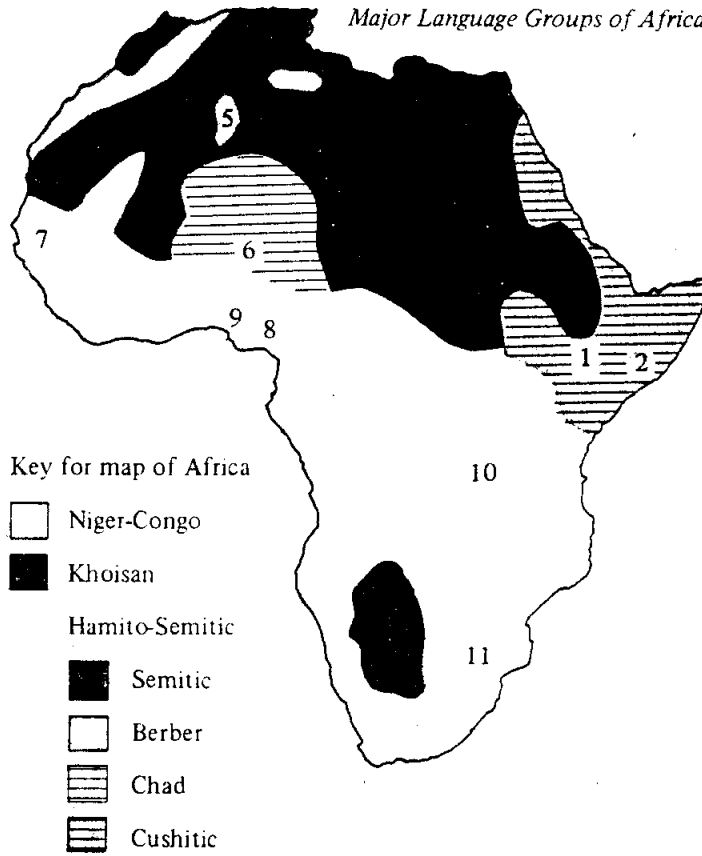 Major Language Groups of Africa
5
7
6
9
8
1
2
Key for map of Africa
10
Niger-Congo
Khoisan
Hamito-Semitic
11
Semitic
Berber
Chad
Cushitic